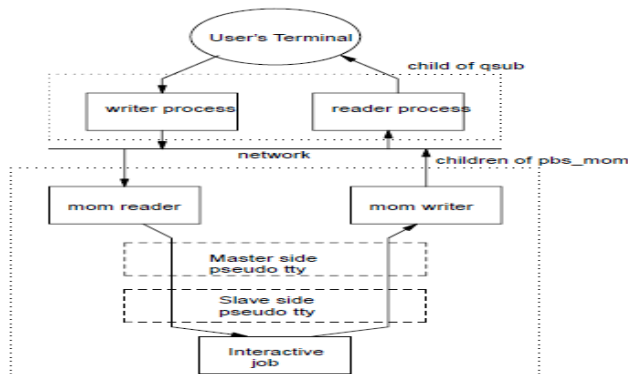 User's Terminal
child of qsub
writer process
reader process
network
children of pbs_mom
mom reader
mom writer
Master side
pseudo tty
Slave side
pseudo tty
Interactive
job